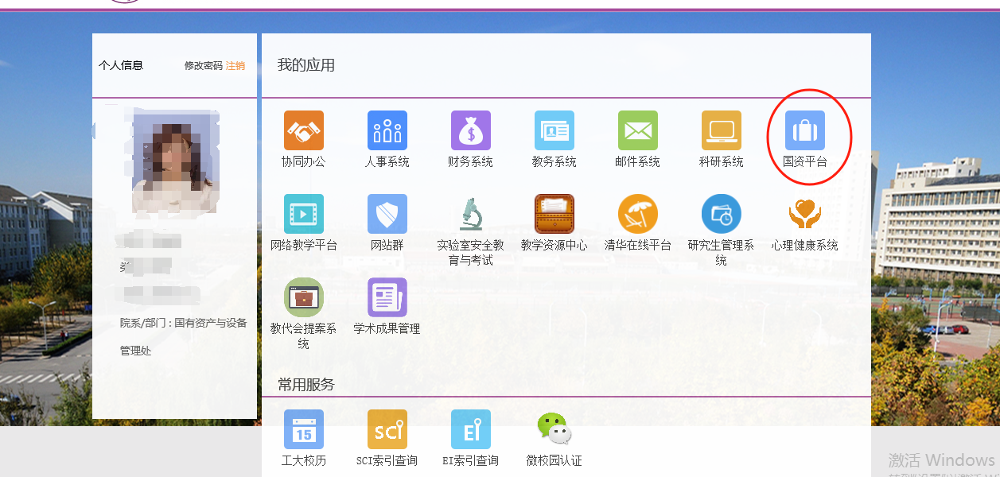 个人信息 修改密码 注销
我的应用
协同办公 人事系统 财务系统 教务系统 邮件系统 科研系统 国资平台
网络教学平台 网站群 实验室安全教 教学资源中心 清华在线平台 研究生管理系 心理健康系统
育与考试 统
教代会提案系 学术成果管理
统
院系/部门：国有资产与设备
管理处
常用服务
15 sci EI
工大校历 SCI索引查询 EI索引查询 微校园认证
激活 Windows